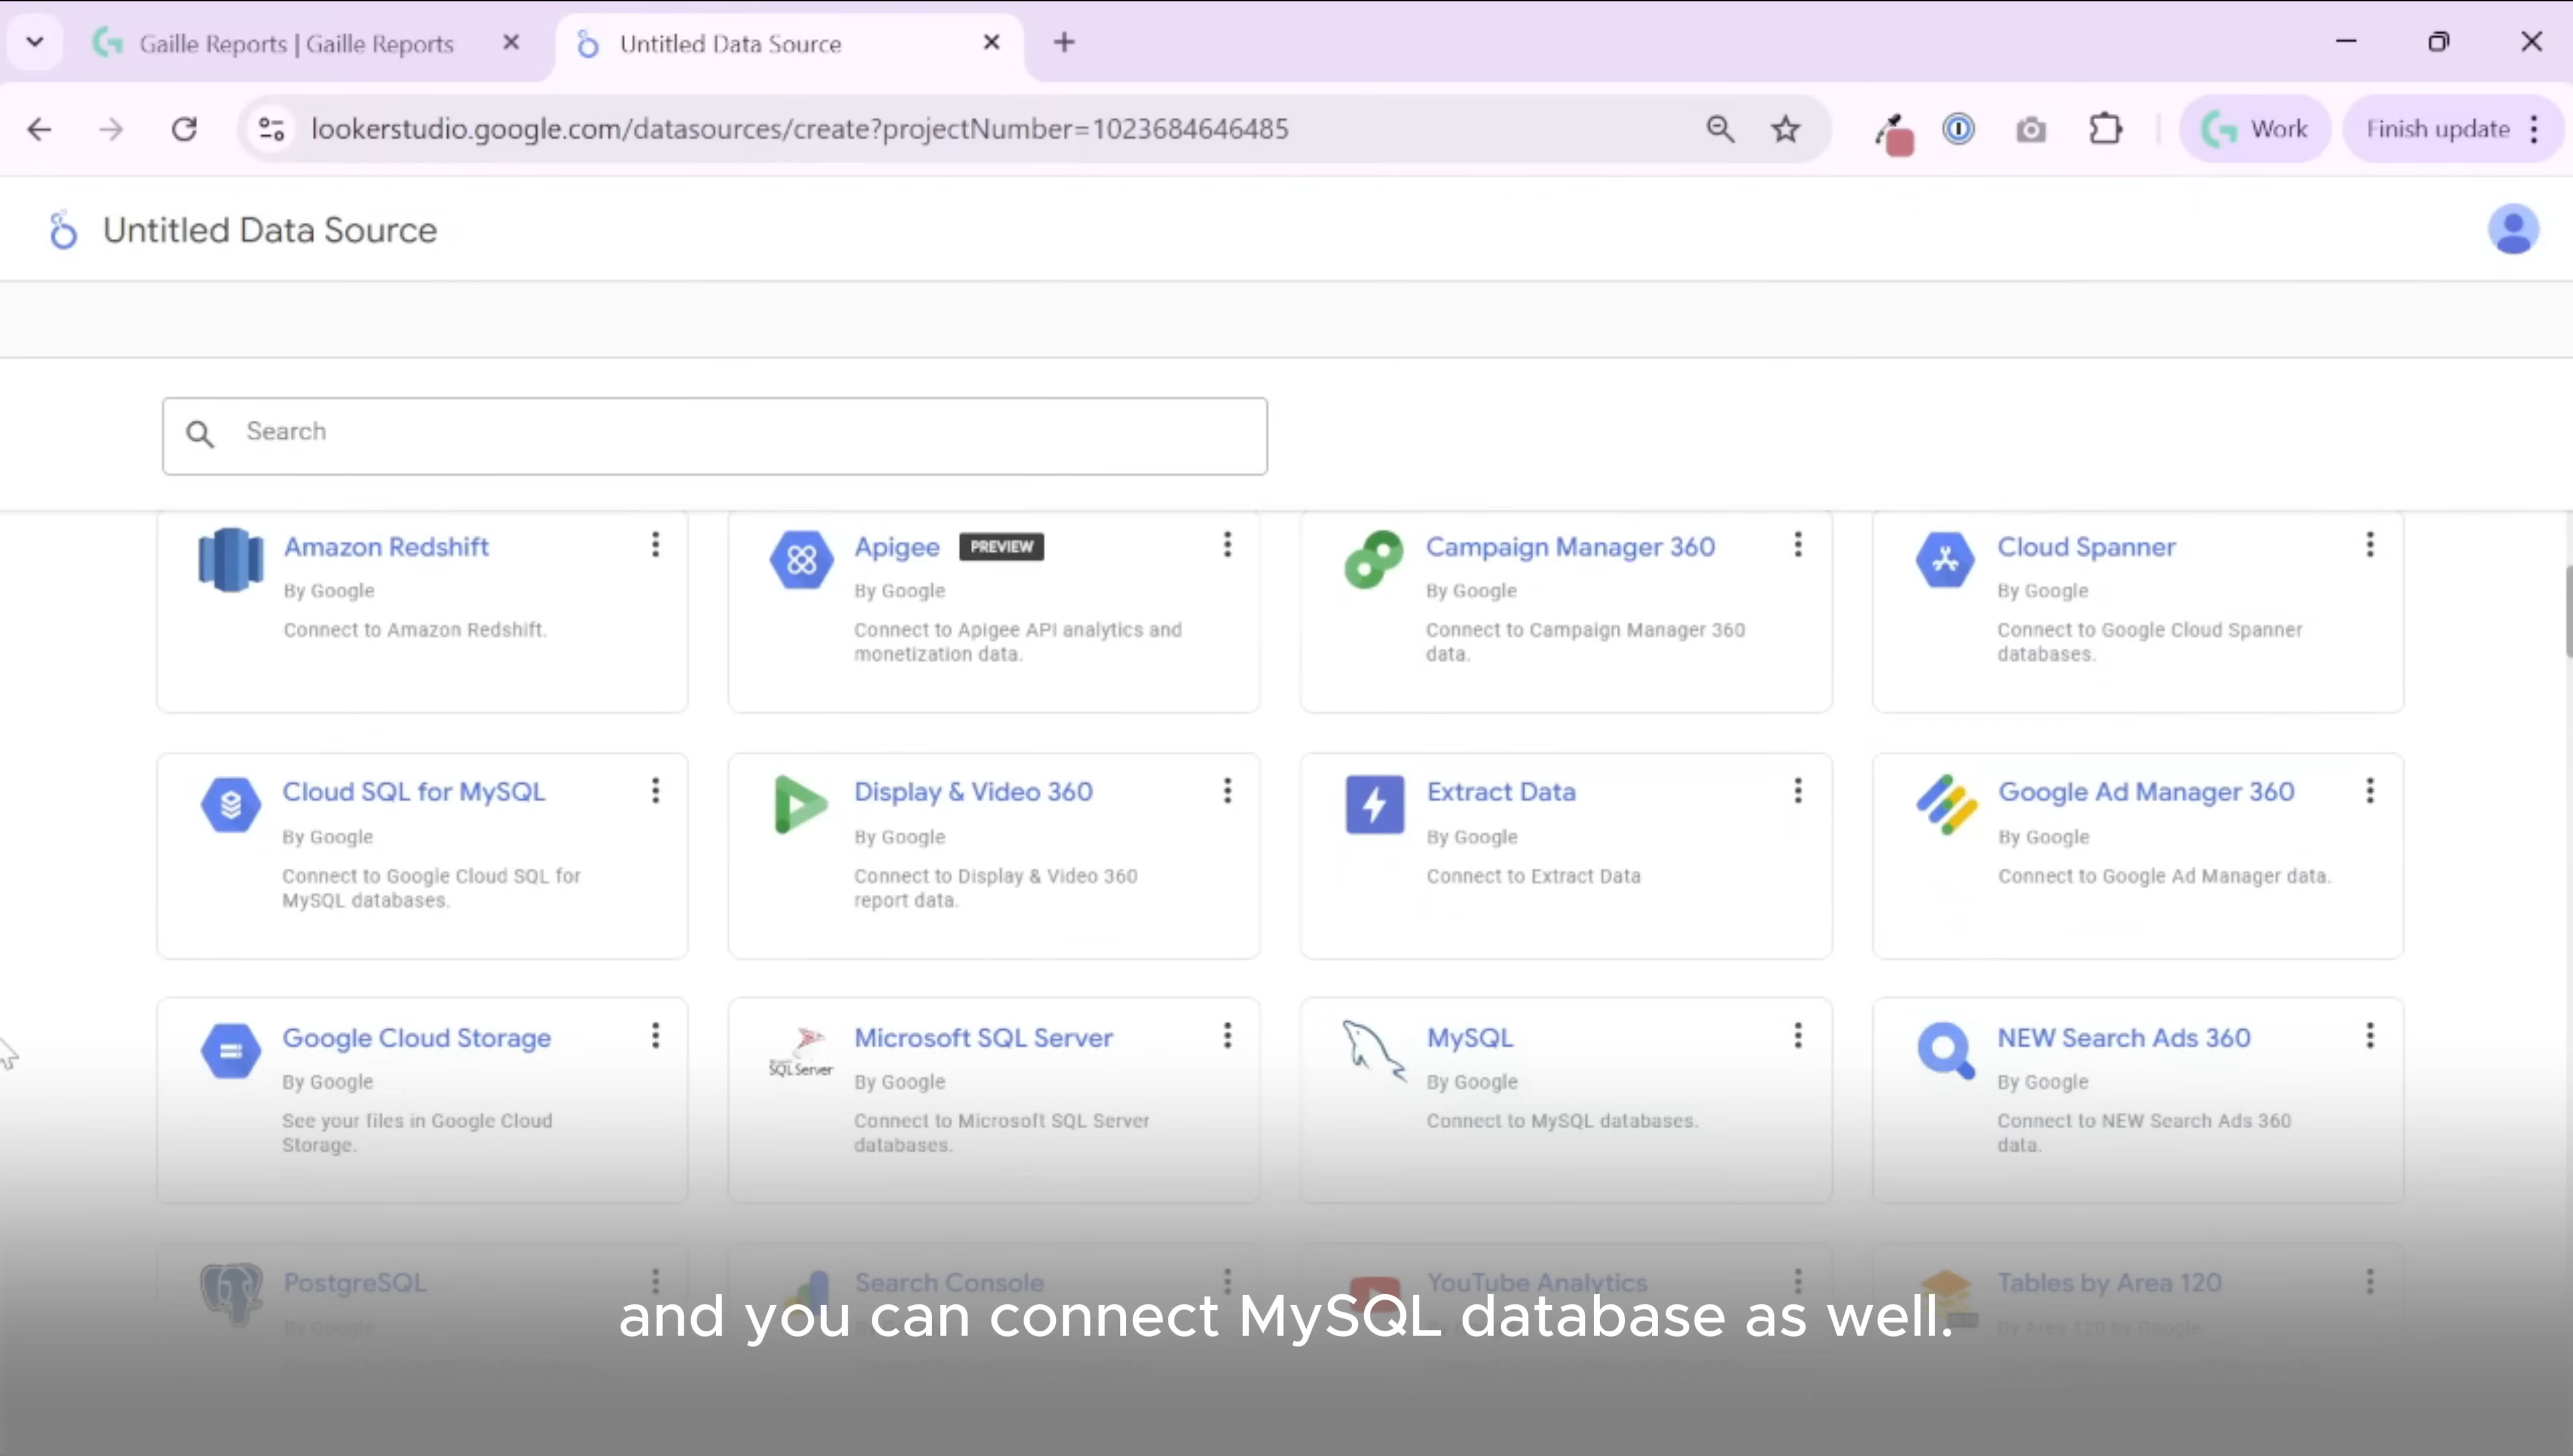 Gaille Reports | Gaille Reports
Untitled Data Source
lookerstudio.google.com/datasources/create?projectNumber=1023684646485
Work
Finish update
Untitled Data Source
Search
Amazon Redshift
By Google
Connect to Amazon Redshift.
Apigee PREVIEW
By Google
Connect to Apigee API analytics and
monetization data.
Campaign Manager 360
By Google
Connect to Campaign Manager 360
data.
Cloud Spanner
By Google
Connect to Google Cloud Spanner
databases.
Cloud SQL for MySQL
By Google
Connect to Google Cloud SQL for
MySQL databases.
Display & Video 360
By Google
Connect to Display & Video 360
report data.
Extract Data
By Google
Connect to Extract Data
Google Ad Manager 360
By Google
Connect to Google Ad Manager data.
Google Cloud Storage
By Google
See your files in Google Cloud
Storage.
SQL Server
Microsoft SQL Server
By Google
Connect to Microsoft SQL Server
databases.
MySQL
By Google
Connect to MySQL databases.
NEW Search Ads 360
By Google
Connect to NEW Search Ads 360
data.
PostgreSQL
By Google
Search Console
YouTube Analytics
Tables by Area 120
By Area 120 by Google
and you can connect MySQL database as well.